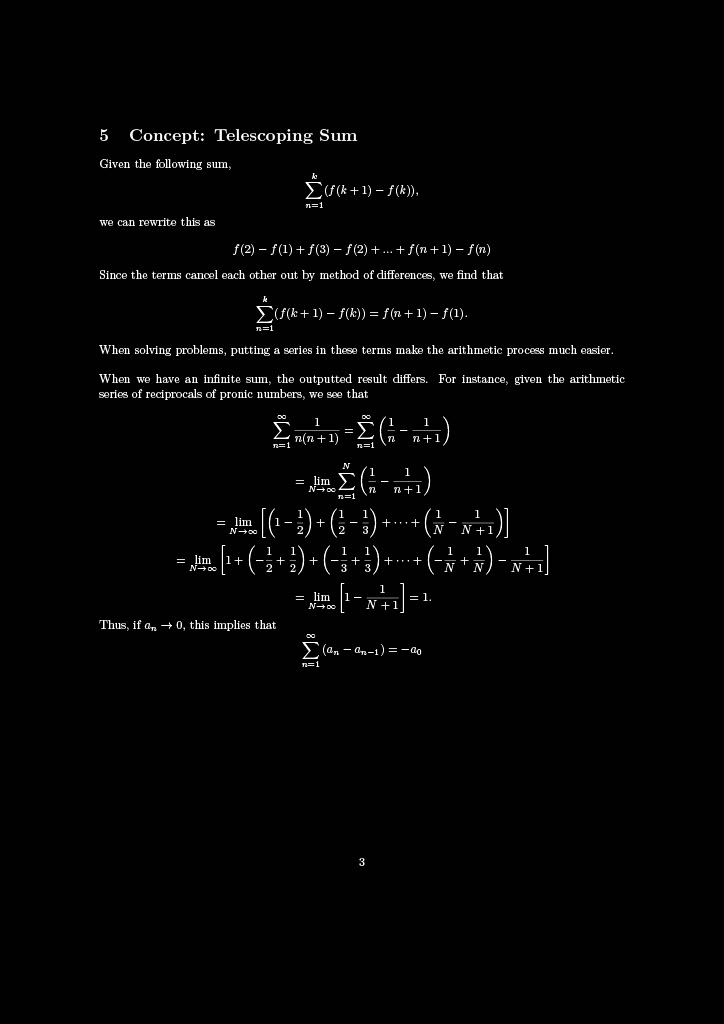 5 Concept: Telescoping Sum
Given the following sum,
\sum_{n=1}^{k} (f(k+1) − f(k)),
we can rewrite this as
f(2) − f(1) + f(3) − f(2) + ... + f(n+1) − f(n)
Since the terms cancel each other out by method of differences, we find that
\sum_{n=1}^{k} (f(k+1) − f(k)) = f(n+1) − f(1).
When solving problems, putting a series in these terms make the arithmetic process much easier.
When we have an infinite sum, the outputted result differs. For instance, given the arithmetic
series of reciprocals of pronic numbers, we see that
\sum_{n=1}^{\infty} \frac{1}{n(n+1)} = \sum_{n=1}^{\infty} \left( \frac{1}{n} − \frac{1}{n+1} \right)
= \lim_{N→\infty} \sum_{n=1}^{N} \left( \frac{1}{n} − \frac{1}{n+1} \right)
= \lim_{N→\infty} \left[ \left( 1 − \frac{1}{2} \right) + \left( \frac{1}{2} − \frac{1}{3} \right) + \cdots + \left( \frac{1}{N} − \frac{1}{N+1} \right) \right]
= \lim_{N→\infty} \left[ 1 + \left( −\frac{1}{2} + \frac{1}{2} \right) + \left( −\frac{1}{3} + \frac{1}{3} \right) + \cdots + \left( −\frac{1}{N} + \frac{1}{N} \right) − \frac{1}{N+1} \right]
= \lim_{N→\infty} \left[ 1 − \frac{1}{N+1} \right] = 1.
Thus, if a_n → 0, this implies that
\sum_{n=1}^{\infty} (a_n − a_{n−1}) = −a_0
3